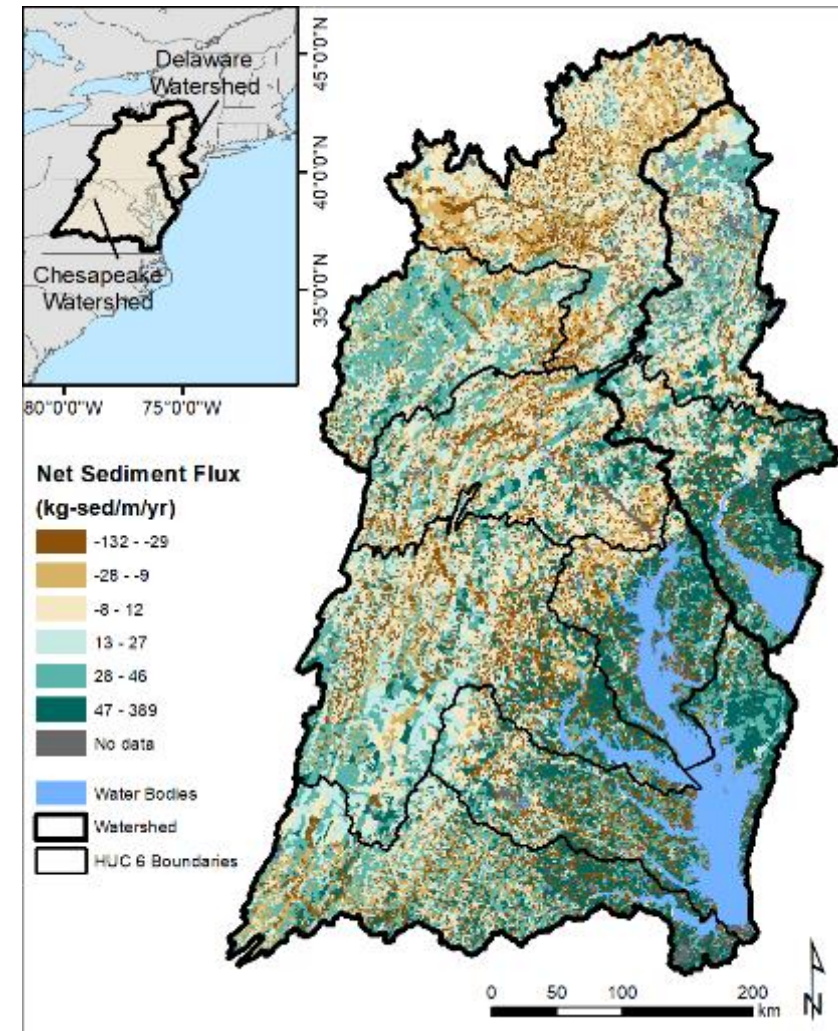 Delaware
Watershed
Chesapeake
Watershed
45°0'0"N
40°0'0"N
35°0'0"N
80°0'0"W
75°0'0"W
Net Sediment Flux
(kg-sed/m/yr)
-132 - -29
-28 - -9
-8 - 12
13 - 27
28 - 46
47 - 389
No data
Water Bodies
Watershed
HUC 6 Boundaries
0 50 100 200
km
N